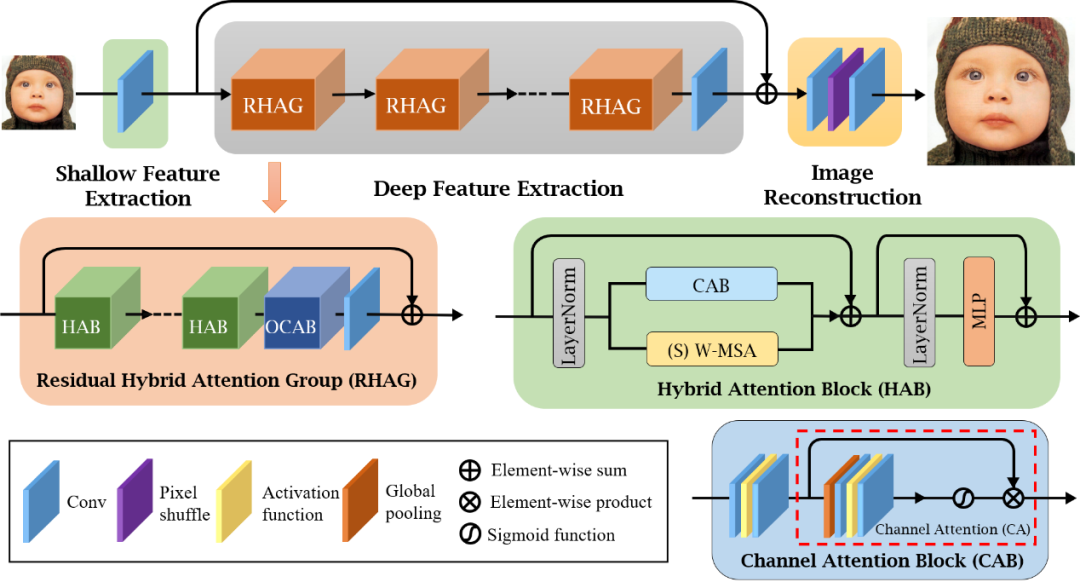 RHAG
RHAG
RHAG
Shallow Feature
Extraction
Deep Feature Extraction
Image
Reconstruction
HAB
HAB
OCAB
Residual Hybrid Attention Group (RHAG)
LayerNorm
CAB
(S) W-MSA
LayerNorm
MLP
Hybrid Attention Block (HAB)
Conv
Pixel
shuffle
Activation
function
Global
pooling
Element-wise sum
Element-wise product
Sigmoid function
Channel Attention (CA)
Channel Attention Block (CAB)